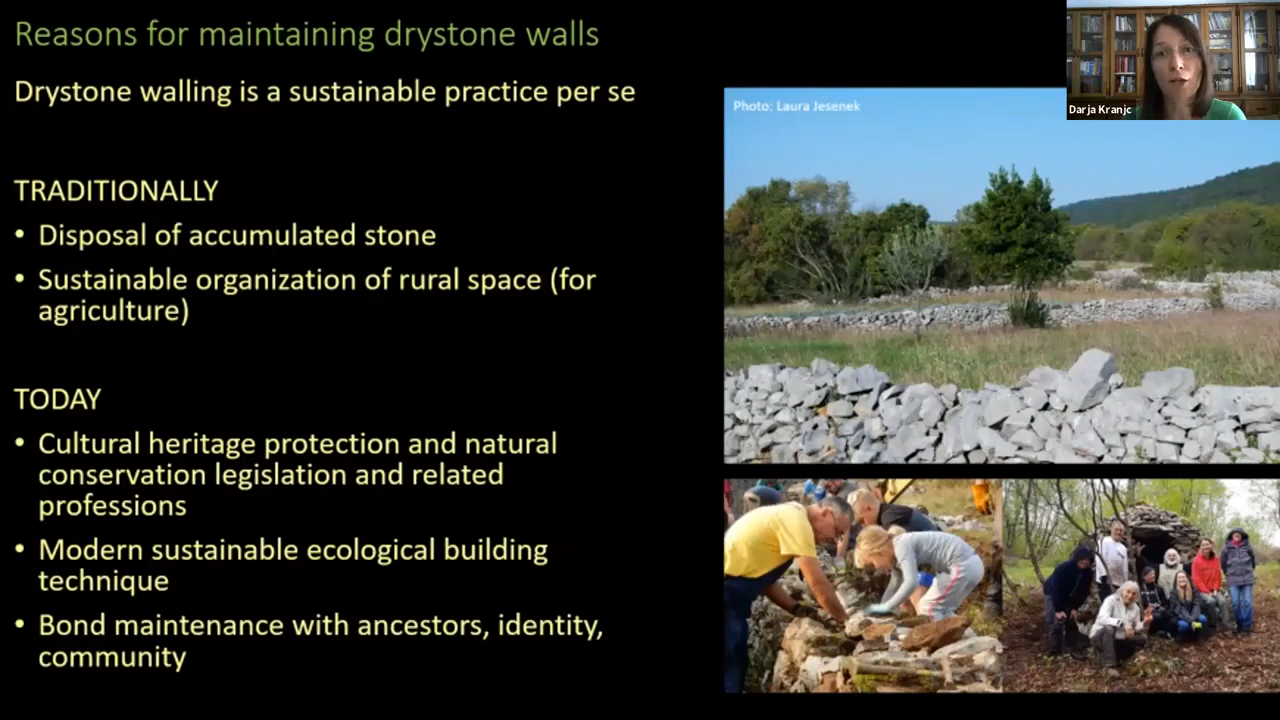 Reasons for maintaining drystone walls
Drystone walling is a sustainable practice per se
TRADITIONALLY
• Disposal of accumulated stone
• Sustainable organization of rural space (for
agriculture)
TODAY
• Cultural heritage protection and natural
conservation legislation and related
professions
• Modern sustainable ecological building
technique
• Bond maintenance with ancestors, identity,
community
Photo: Laura Jesenek
Darja Kranjc